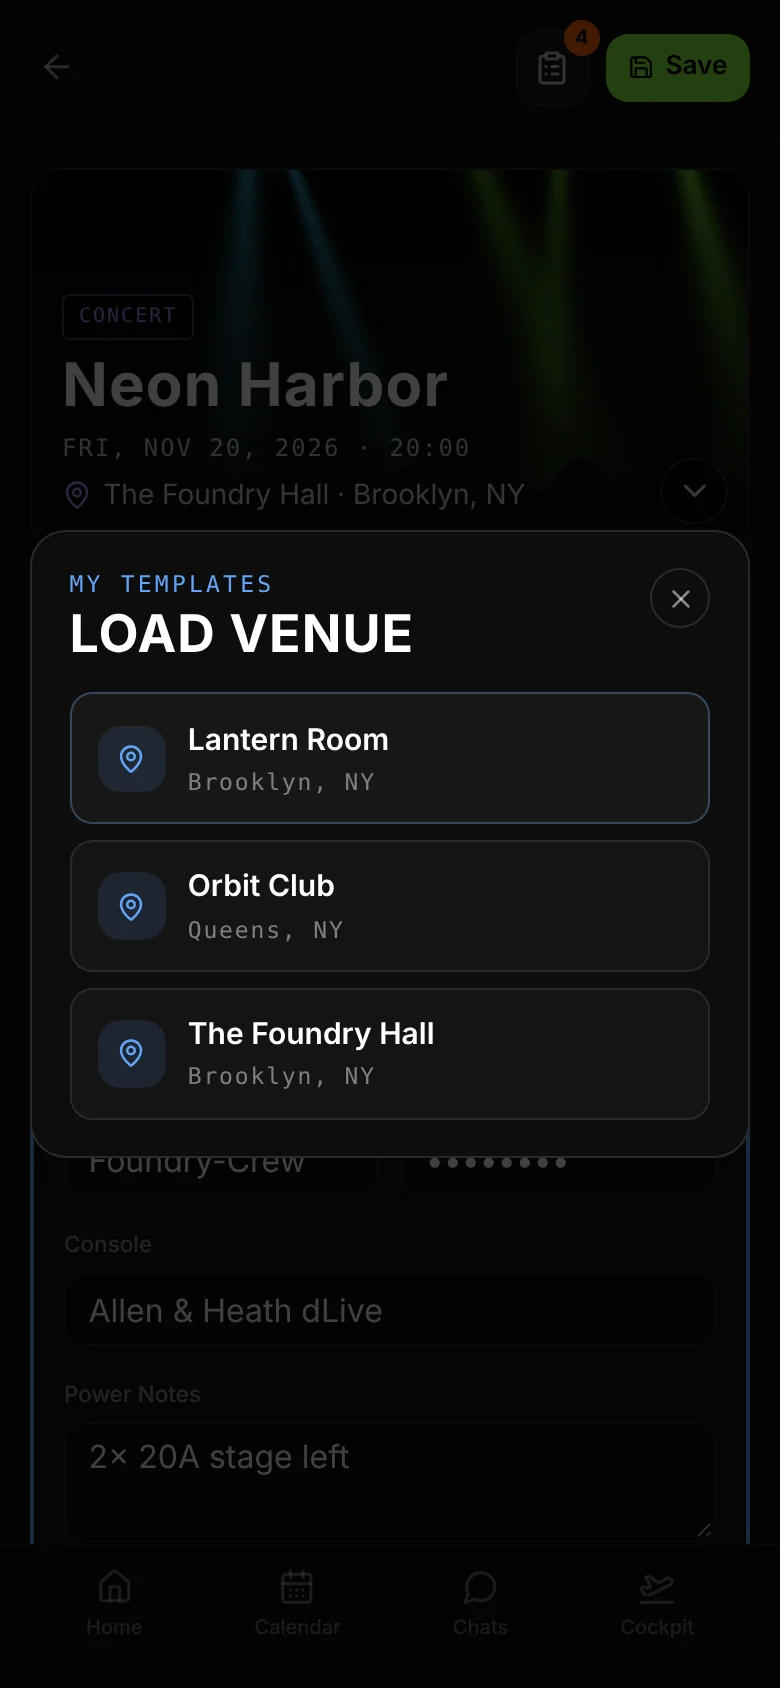 4
Save
CONCERT
Neon Harbor
FRI, NOV 20, 2026 · 20:00
The Foundry Hall · Brooklyn, NY
MY TEMPLATES
LOAD VENUE
Lantern Room
Brooklyn, NY
Orbit Club
Queens, NY
The Foundry Hall
Brooklyn, NY
Foundry-Crew ••••••••
Console
Allen & Heath dLive
Power Notes
2× 20A stage left
Home Calendar Chats Cockpit